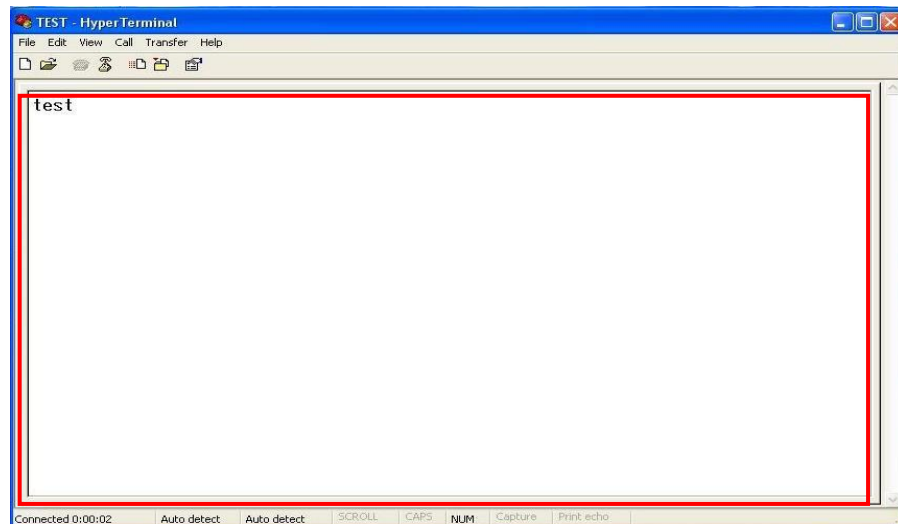 TEST - HyperTerminal
File Edit View Call Transfer Help
test
Connected 0:00:02 Auto detect Auto detect SCROLL CAPS NUM Capture Print echo